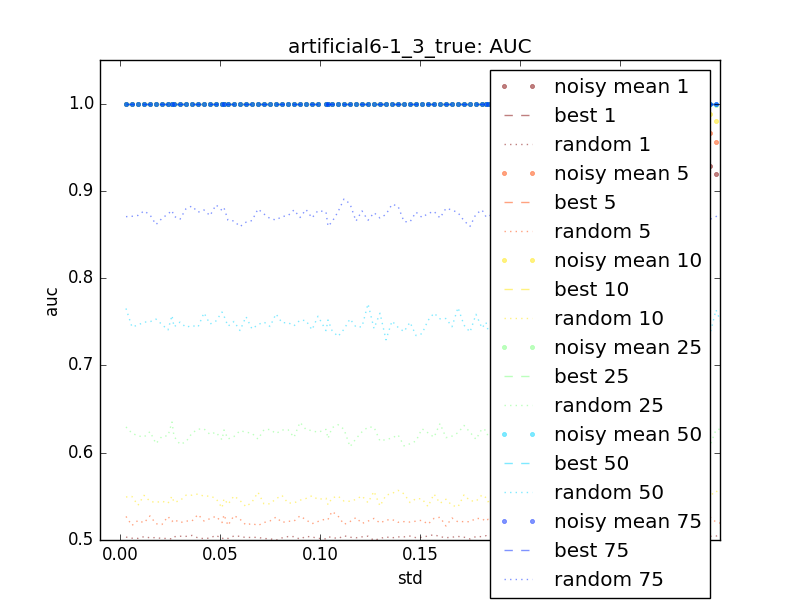 artificial6-1_3_true: AUC
1.0
0.9
0.8
0.7
0.6
0.5
auc
0.00
0.05
0.10
0.15
std
noisy mean 1
best 1
random 1
noisy mean 5
best 5
random 5
noisy mean 10
best 10
random 10
noisy mean 25
best 25
random 25
noisy mean 50
best 50
random 50
noisy mean 75
best 75
random 75